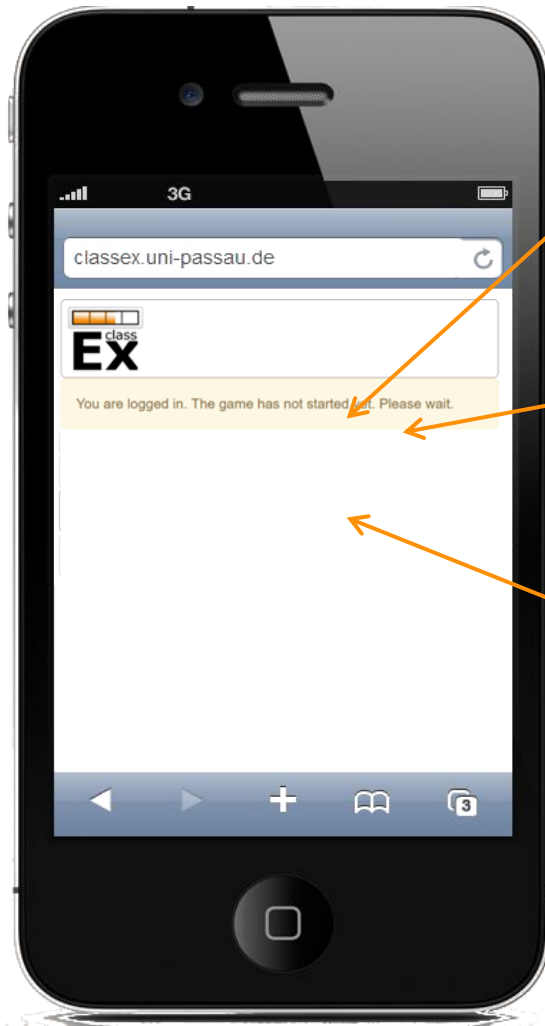 3G
classex.uni-passau.de
class
Ex
You are logged in. The game has not started yet. Please wait.
3